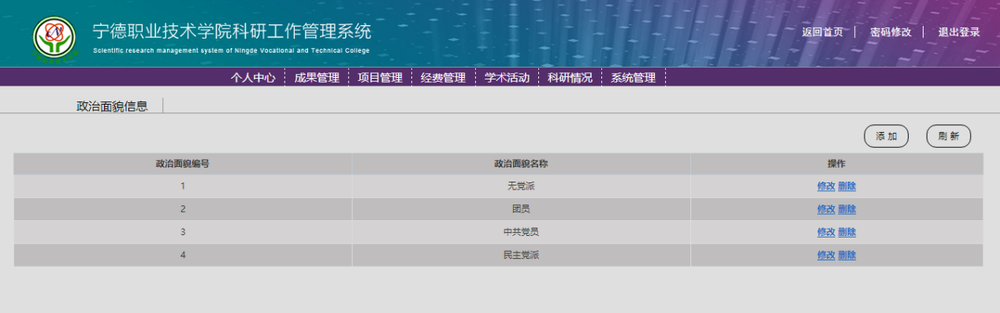 宁德职业技术学院科研工作管理系统
Scientific research management system of Ningde Vocational and Technical College
返回首页 密码修改 退出登录
个人中心 成果管理 项目管理 经费管理 学术活动 科研情况 系统管理
政治面貌信息
添 加 刷 新
政治面貌编号 政治面貌名称 操作
1 无党派 修改 删除
2 团员 修改 删除
3 中共党员 修改 删除
4 民主党派 修改 删除